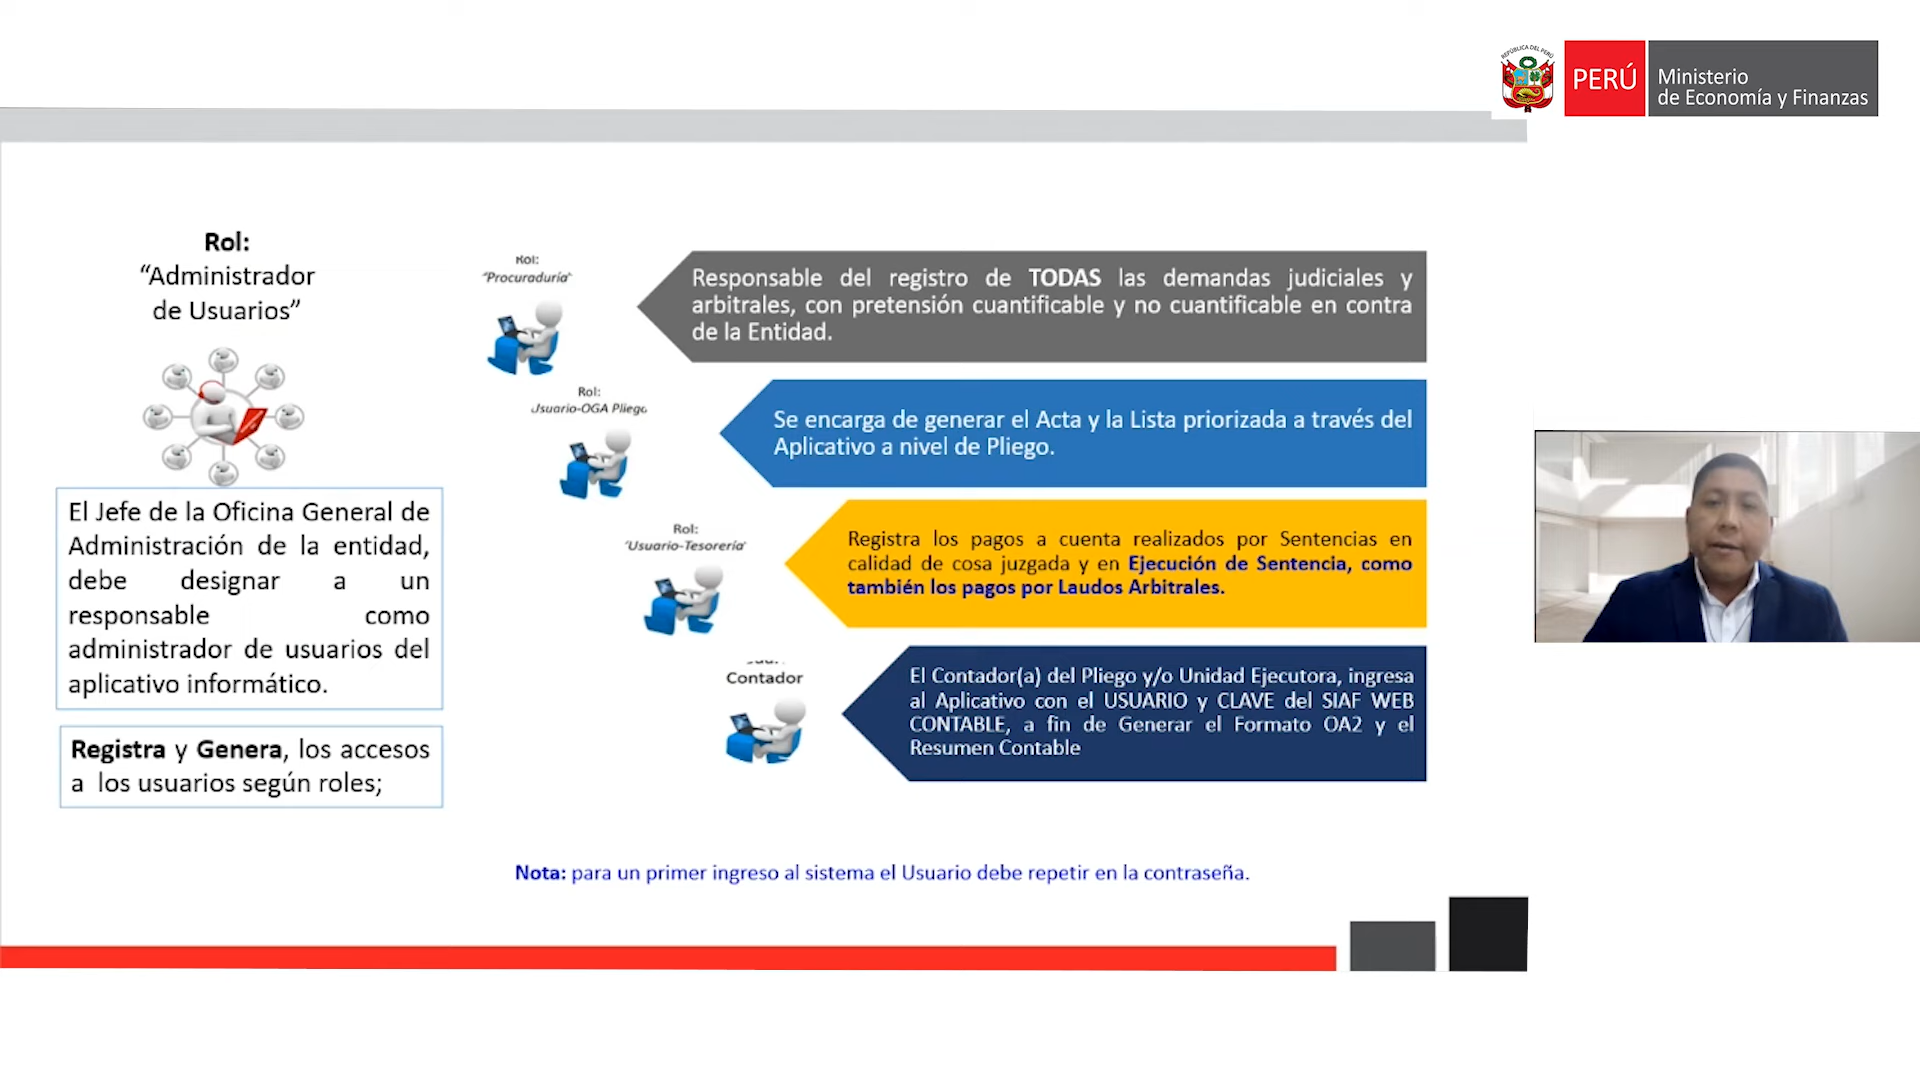 REPÚBLICA DEL PERÚ
PERÚ
Ministerio
de Economía y Finanzas
Rol:
“Administrador
de Usuarios”
El Jefe de la Oficina General de
Administración de la entidad,
debe designar a un
responsable como
administrador de usuarios del
aplicativo informático.
Registra y Genera, los accesos
a los usuarios según roles;
Rol:
“Procuraduría”
Responsable del registro de TODAS las demandas judiciales y
arbitrales, con pretensión cuantificable y no cuantificable en contra
de la Entidad.
Rol:
Usuario-OGA Pliego
Se encarga de generar el Acta y la Lista priorizada a través del
Aplicativo a nivel de Pliego.
Rol:
“Usuario-Tesorería”
Registra los pagos a cuenta realizados por Sentencias en
calidad de cosa juzgada y en Ejecución de Sentencia, como
también los pagos por Laudos Arbitrales.
Contador
El Contador(a) del Pliego y/o Unidad Ejecutora, ingresa
al Aplicativo con el USUARIO y CLAVE del SIAF WEB
CONTABLE, a fin de Generar el Formato OA2 y el
Resumen Contable
Nota: para un primer ingreso al sistema el Usuario debe repetir en la contraseña.